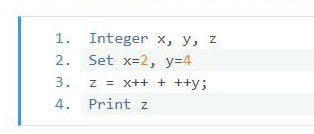 1. Integer x, y, z
2. Set x=2, y=4
3. z = x++ + ++y;
4. Print z